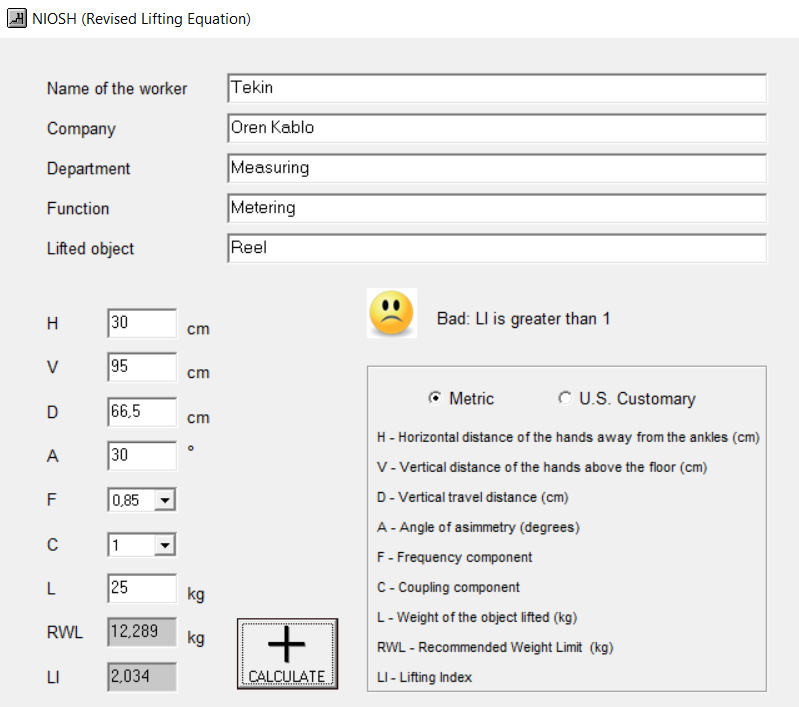 NIOSH (Revised Lifting Equation)
Name of the worker Tekin
Company Oren Kablo
Department Measuring
Function Metering
Lifted object Reel
Bad: LI is greater than 1
H 30 cm
V 95 cm
D 66,5 cm
A 30 °
F 0,85
C 1
L 25 kg
RWL 12,289 kg
LI 2,034
CALCULATE
Metric U.S. Customary
H - Horizontal distance of the hands away from the ankles (cm)
V - Vertical distance of the hands above the floor (cm)
D - Vertical travel distance (cm)
A - Angle of asimmetry (degrees)
F - Frequency component
C - Coupling component
L - Weight of the object lifted (kg)
RWL - Recommended Weight Limit (kg)
LI - Lifting Index